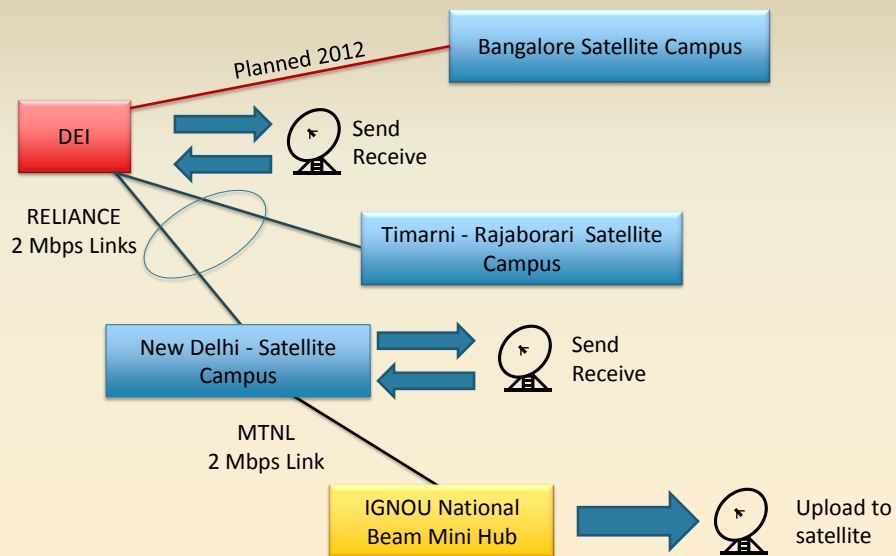 Planned 2012
Bangalore Satellite Campus
DEI
Send
Receive
RELIANCE
2 Mbps Links
Timarni - Rajaborari Satellite
Campus
New Delhi - Satellite
Campus
Send
Receive
MTNL
2 Mbps Link
IGNOU National
Beam Mini Hub
Upload to
satellite